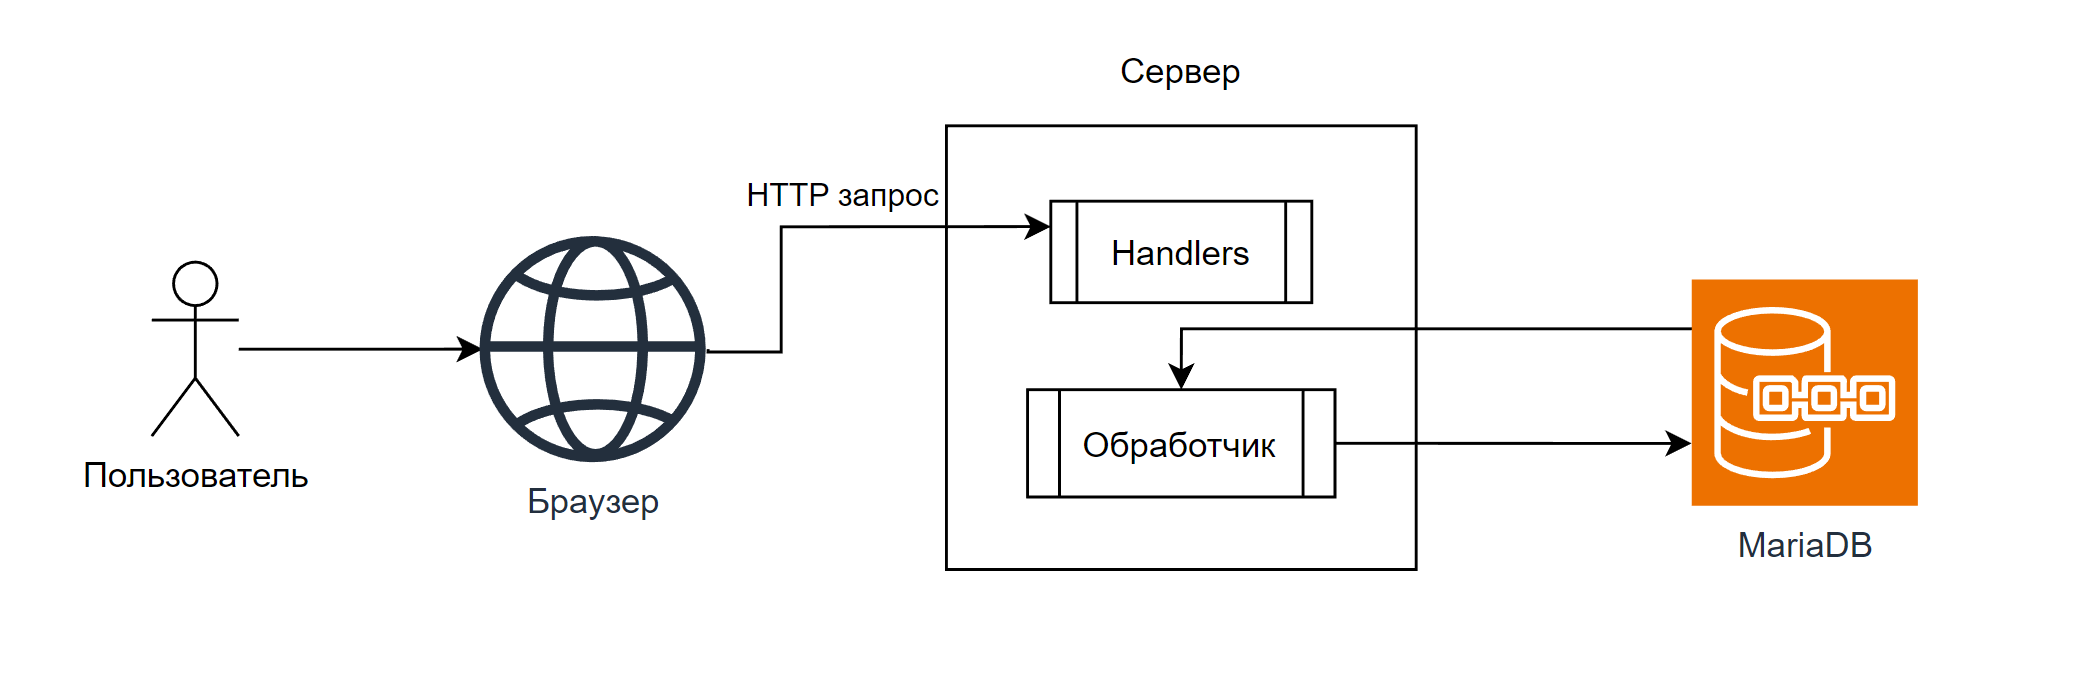 Сервер
HTTP запрос
Handlers
Обработчик
Пользователь
Браузер
MariaDB